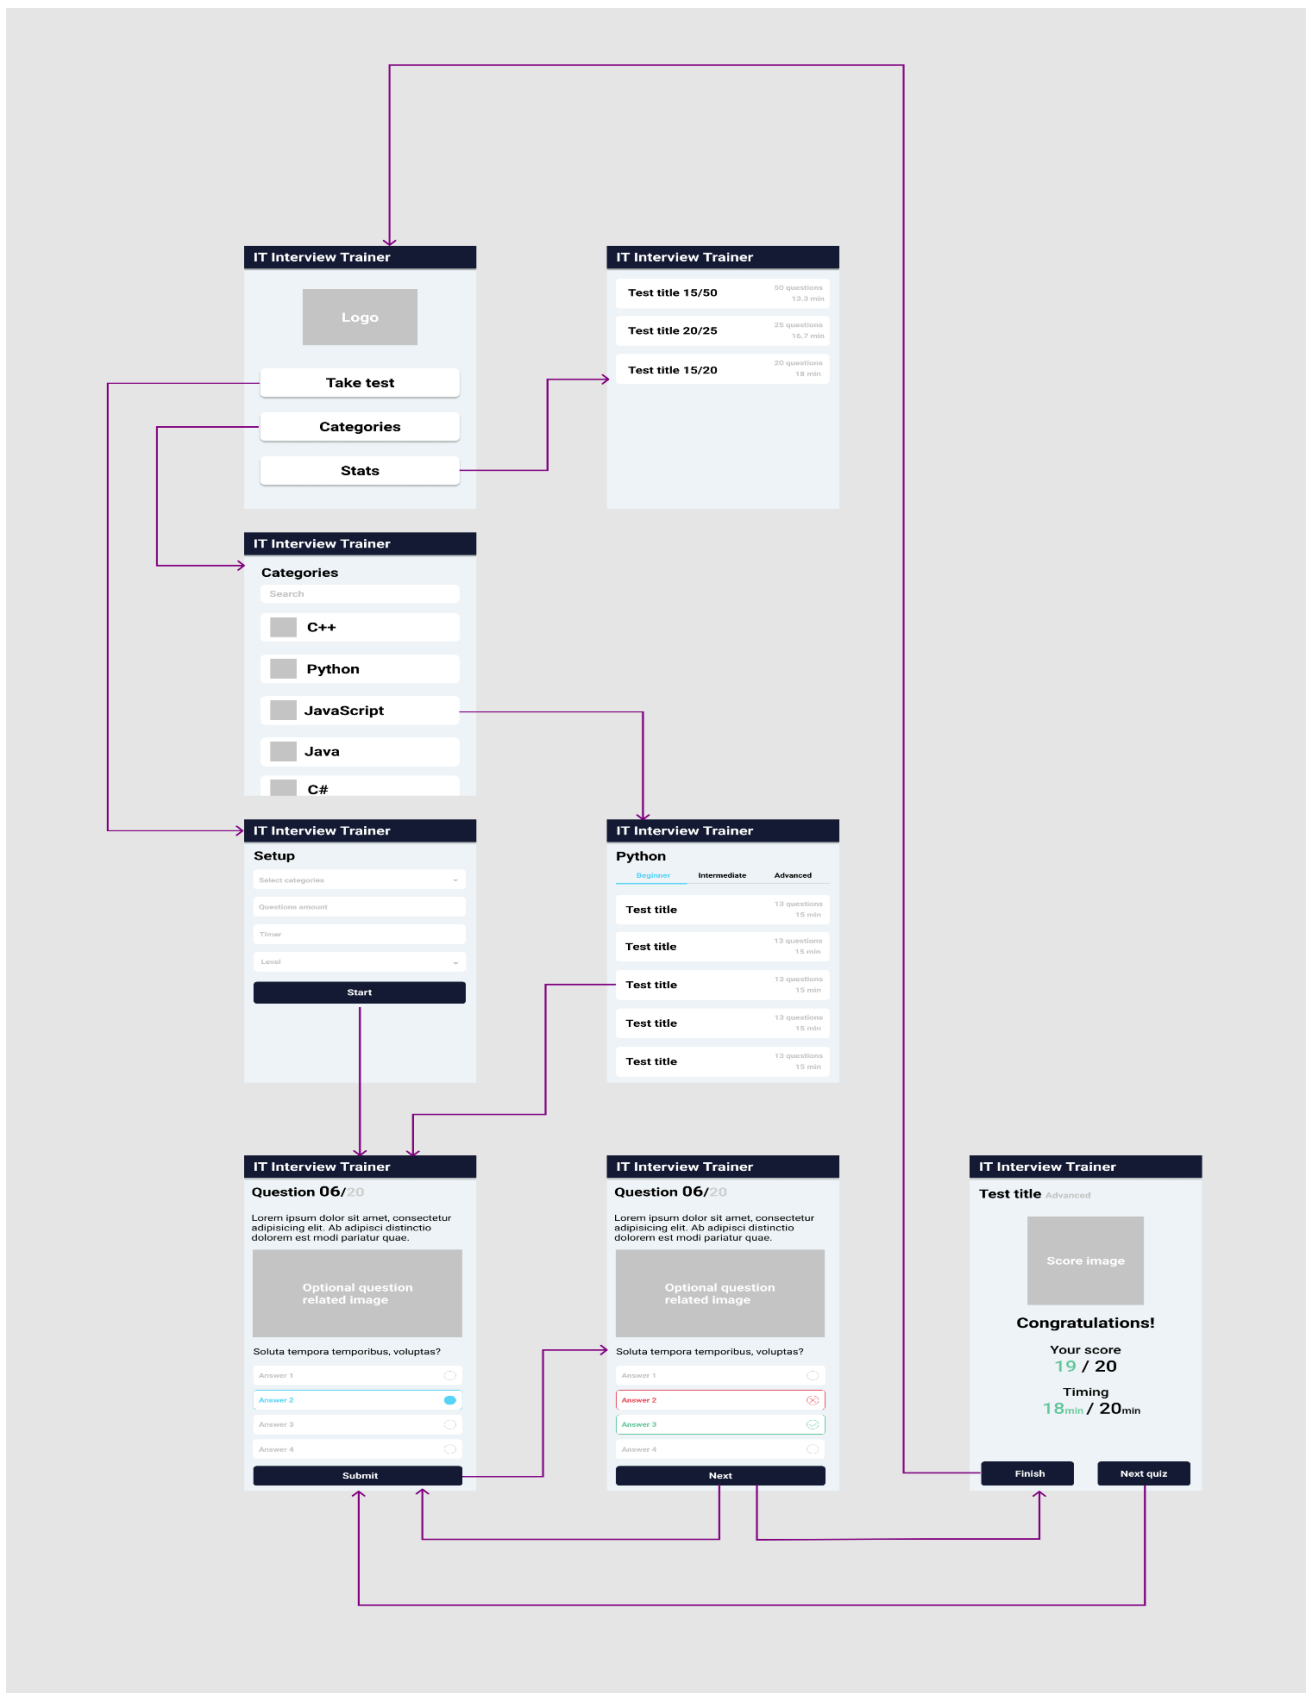 IT Interview Trainer
Logo
Take test
Categories
Stats
IT Interview Trainer
Test title 15/50
50 questions
13.3 min
Test title 20/25
25 questions
16.7 min
Test title 15/20
20 questions
18 min
IT Interview Trainer
Categories
Search
C++
Python
JavaScript
Java
C#
IT Interview Trainer
Setup
Select categories
Questions amount
Timer
Level
Start
IT Interview Trainer
Python
Beginner Intermediate Advanced
Test title
13 questions
15 min
Test title
13 questions
15 min
Test title
13 questions
15 min
Test title
13 questions
15 min
Test title
13 questions
15 min
IT Interview Trainer
Question 06/20
Lorem ipsum dolor sit amet, consectetur
adipisicing elit. Ab adipisci distinctio
dolorem est modi pariatur quae.
Optional question
related image
Soluta tempora temporibus, voluptas?
Answer 1
Answer 2
Answer 3
Answer 4
Submit
IT Interview Trainer
Question 06/20
Lorem ipsum dolor sit amet, consectetur
adipisicing elit. Ab adipisci distinctio
dolorem est modi pariatur quae.
Optional question
related image
Soluta tempora temporibus, voluptas?
Answer 1
Answer 2
Answer 3
Answer 4
Next
IT Interview Trainer
Test title Advanced
Score image
Congratulations!
Your score
19 / 20
Timing
18min / 20min
Finish
Next quiz